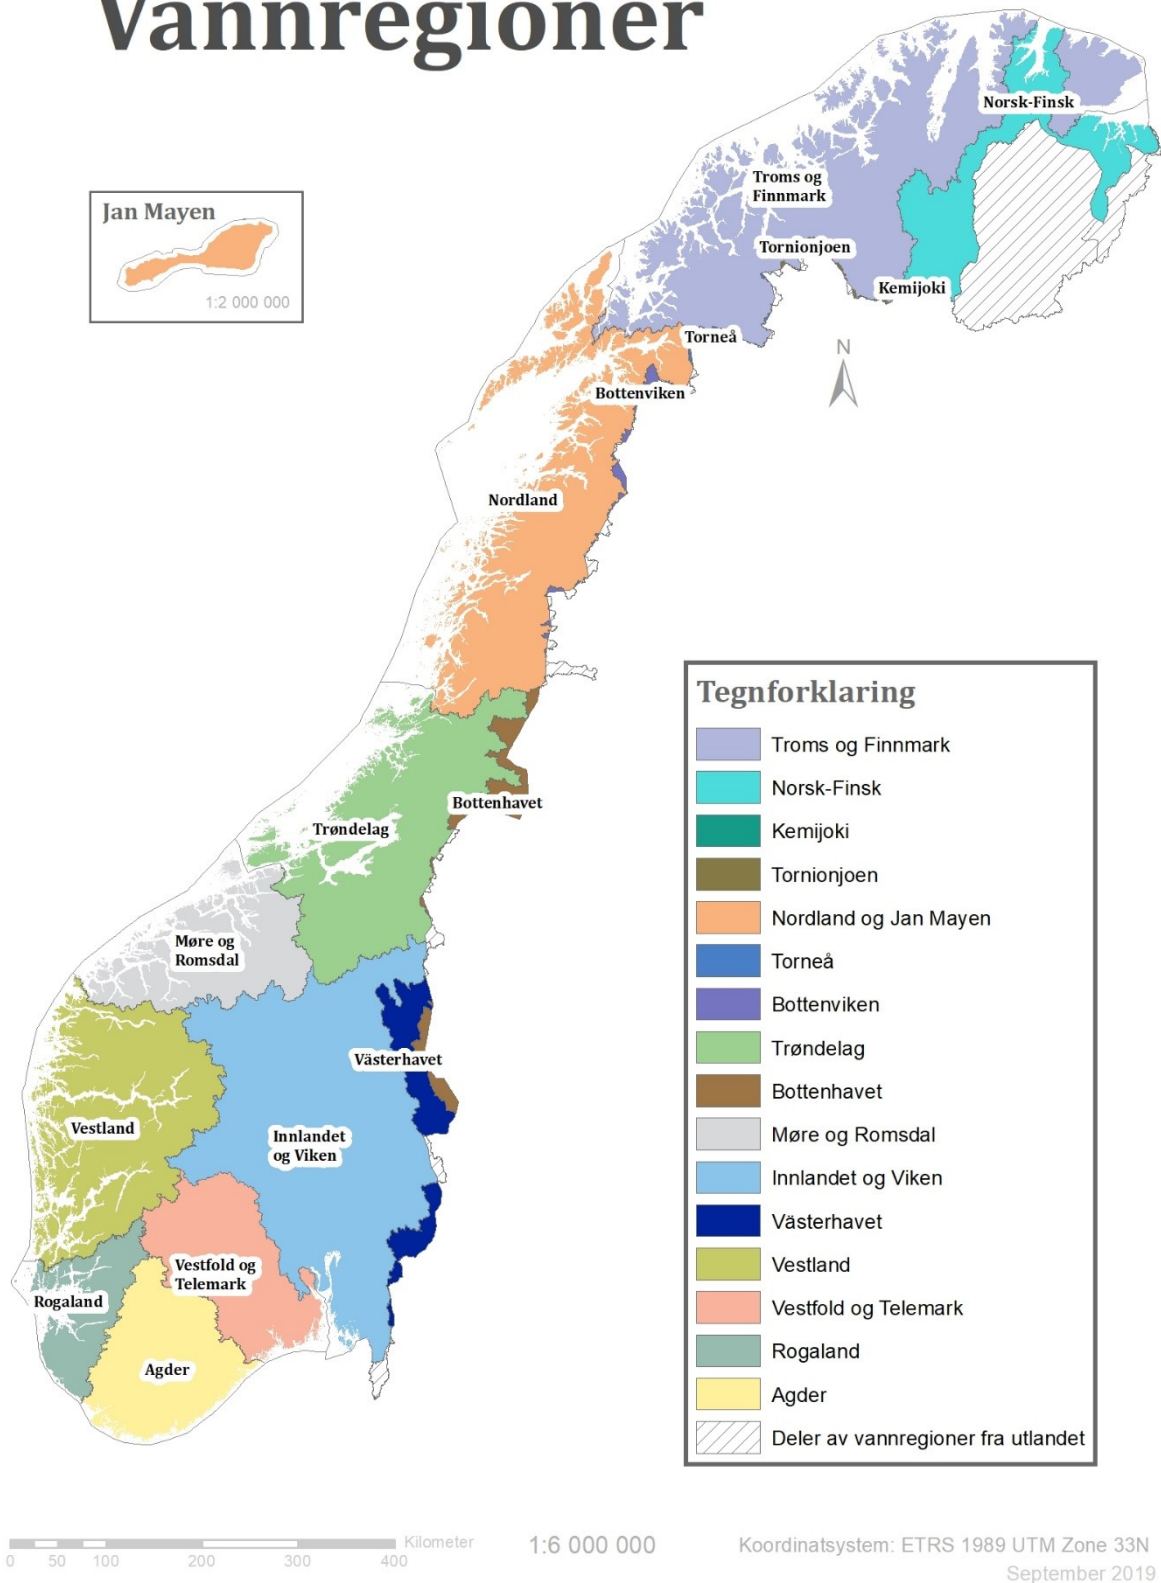 Vannregioner
Jan Mayen
1:2 000 000
Norsk-Finsk
Troms og
Finnmark
Tornionjoen
Kemijoki
Torneå
N
Bottenviken
Nordland
Bottenhavet
Trøndelag
Møre og
Romsdal
Västerhavet
Vestland
Innlandet
og Viken
Vestfold og
Telemark
Rogaland
Agder
Tegnforklaring
Troms og Finnmark
Norsk-Finsk
Kemijoki
Tornionjoen
Nordland og Jan Mayen
Torneå
Bottenviken
Trøndelag
Bottenhavet
Møre og Romsdal
Innlandet og Viken
Västerhavet
Vestland
Vestfold og Telemark
Rogaland
Agder
Deler av vannregioner fra utlandet
Kilometer
0 50 100 200 300 400
1:6 000 000
Koordinatsystem: ETRS 1989 UTM Zone 33N
September 2019